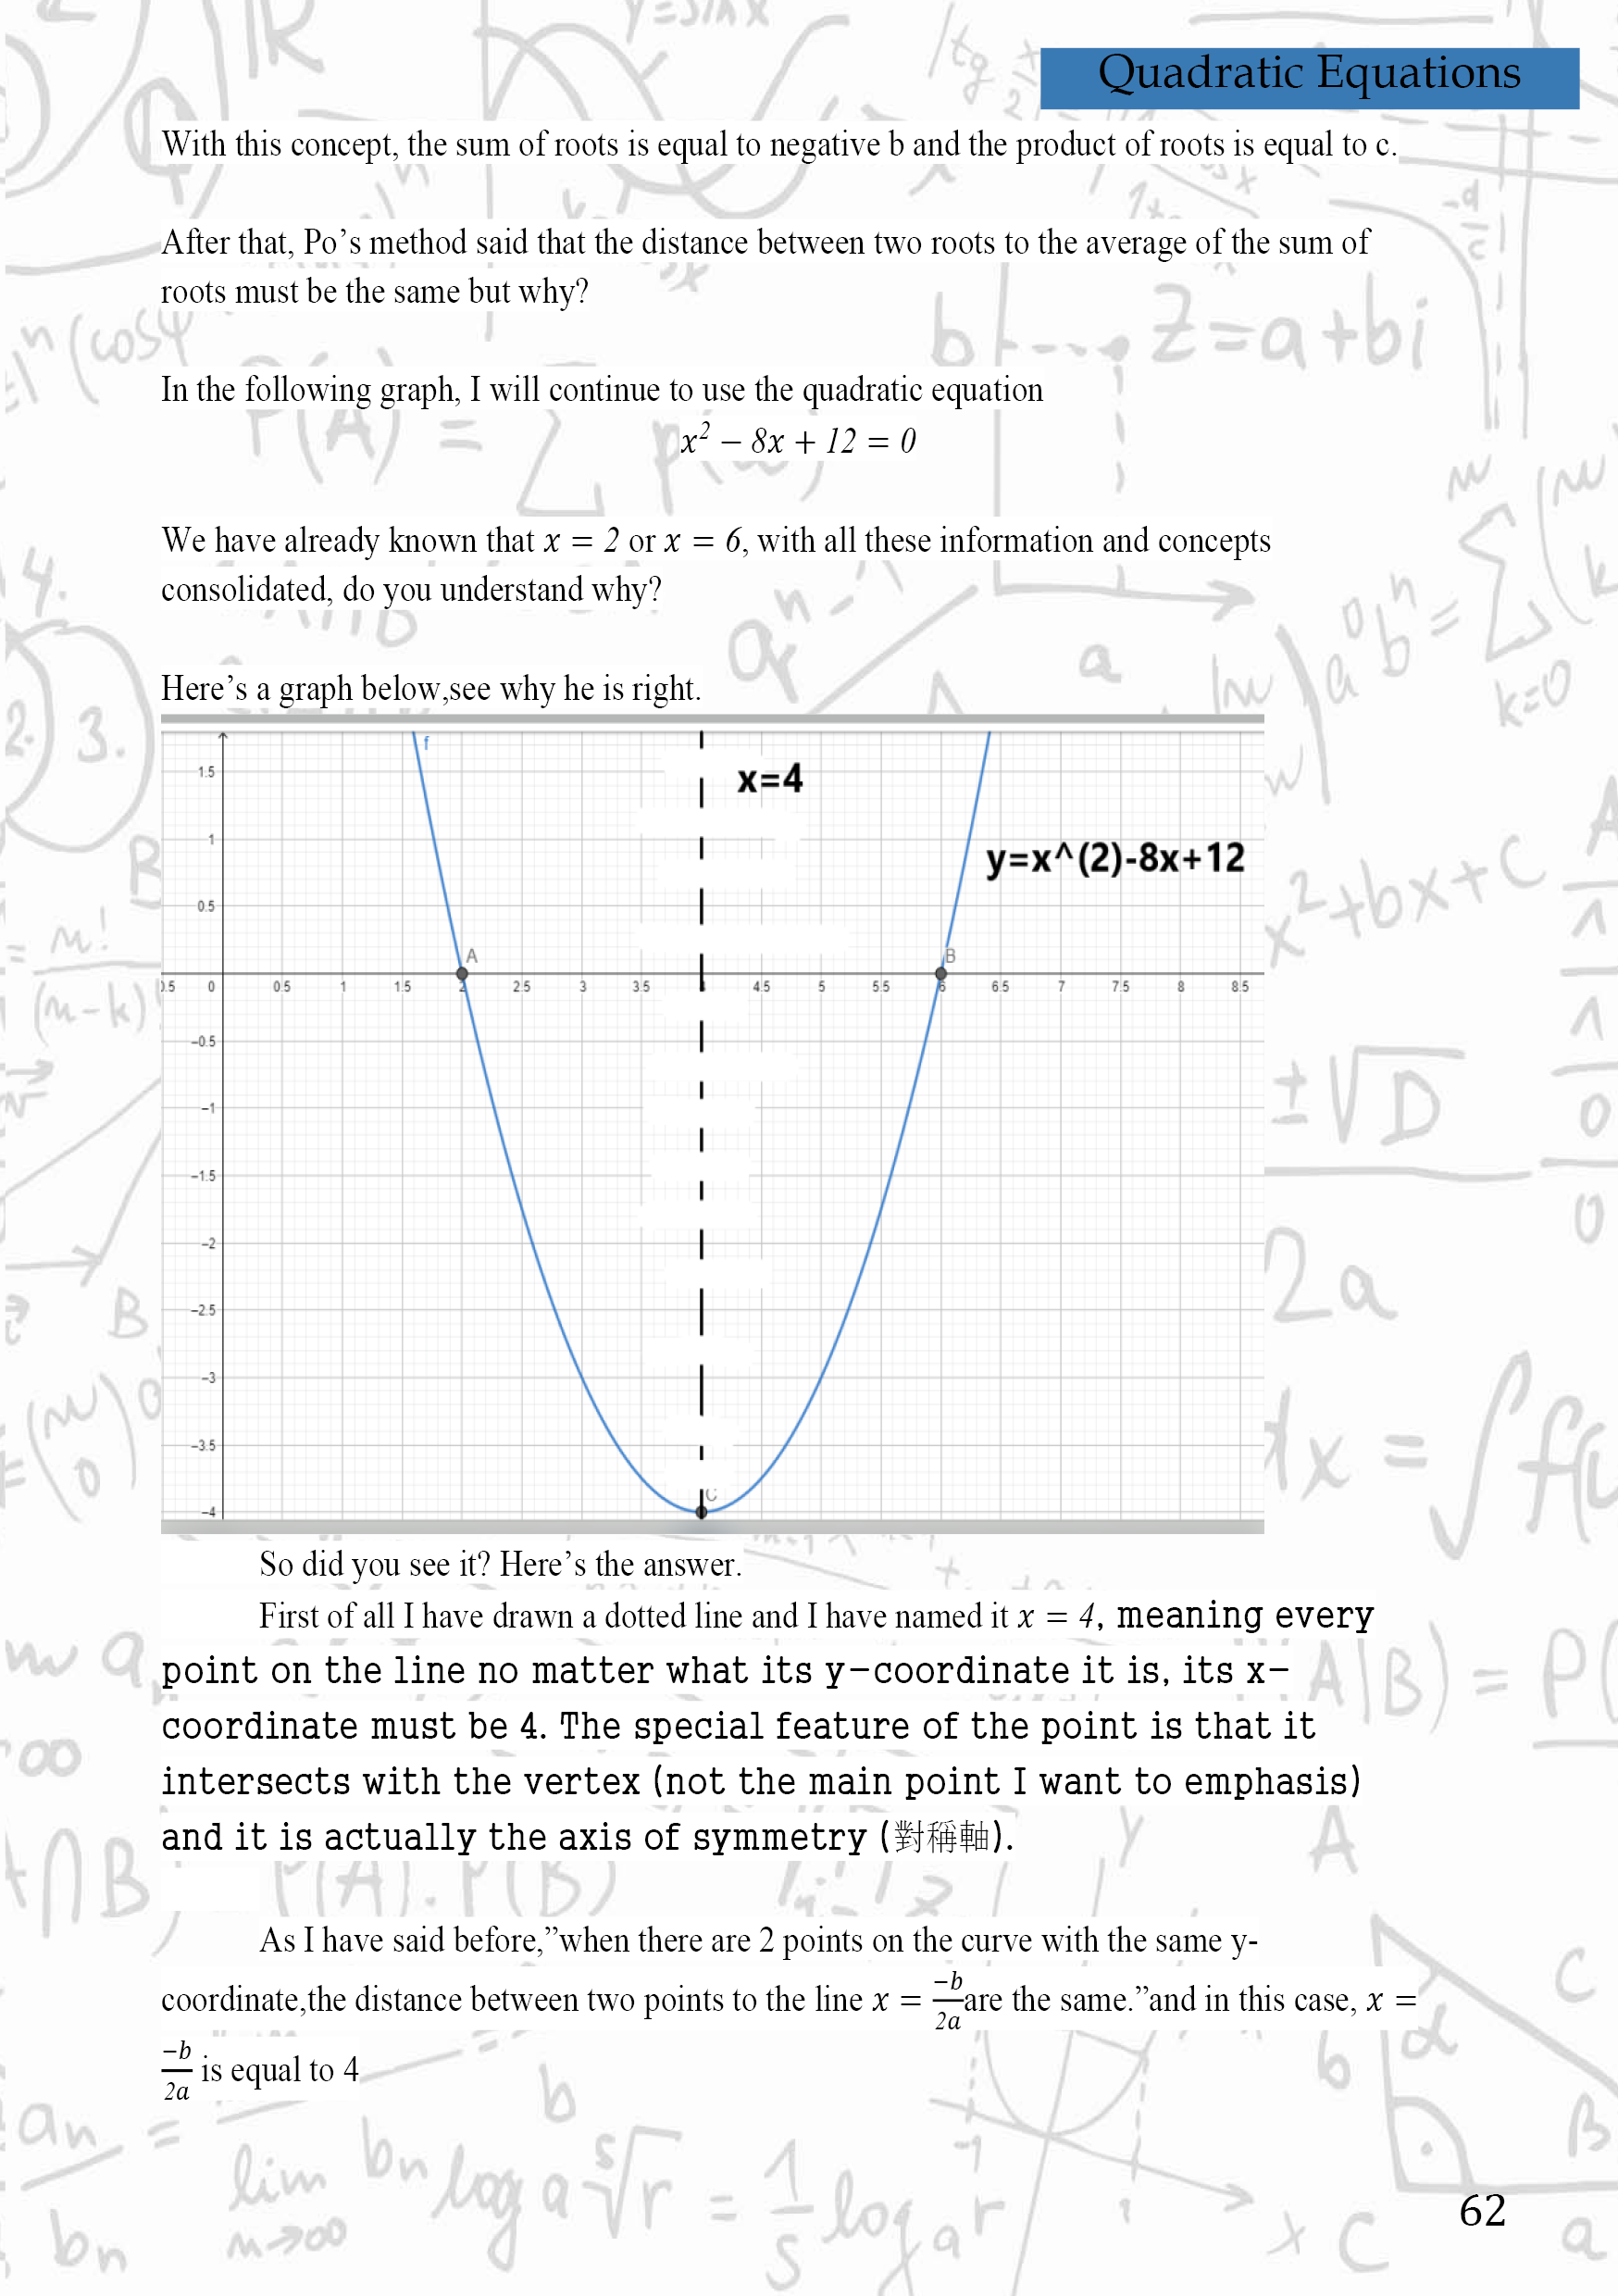 Quadratic Equations
With this concept, the sum of roots is equal to negative b and the product of roots is equal to c.
After that, Po’s method said that the distance between two roots to the average of the sum of
roots must be the same but why?
In the following graph, I will continue to use the quadratic equation
x² − 8x + 12 = 0
We have already known that x = 2 or x = 6, with all these information and concepts
consolidated, do you understand why?
Here’s a graph below,see why he is right.
f
x=4
y=x^(2)-8x+12
1.5
1
0.5
A
B
0.5 0 0.5 1 1.5 2 2.5 3 3.5 4.5 5 5.5 6 6.5 7 7.5 8 8.5
−0.5
−1
−1.5
−2
−2.5
−3
−3.5
C
−4
So did you see it? Here’s the answer.
First of all I have drawn a dotted line and I have named it x = 4, meaning every
point on the line no matter what its y-coordinate it is, its x-
coordinate must be 4. The special feature of the point is that it
intersects with the vertex (not the main point I want to emphasis)
and it is actually the axis of symmetry (對稱軸).
As I have said before,”when there are 2 points on the curve with the same y-
coordinate,the distance between two points to the line x = −b/2a are the same.”and in this case, x =
−b/2a is equal to 4
62